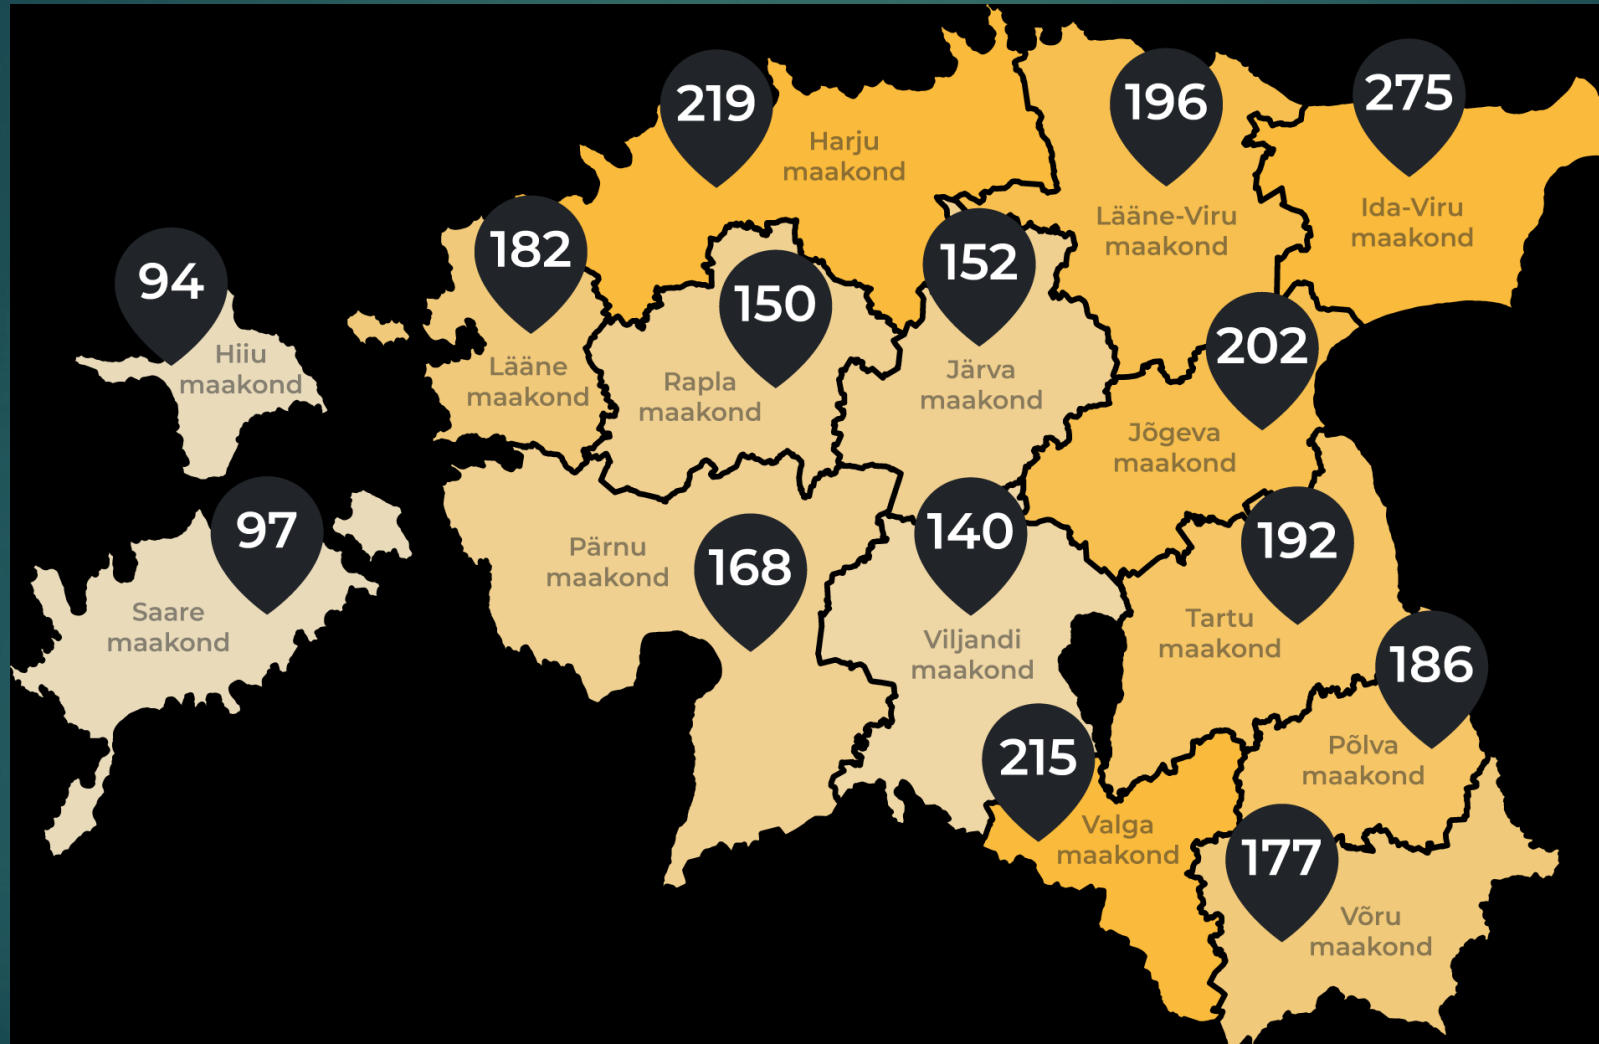 219
Harju
maakond
196
Lääne-Viru
maakond
275
Ida-Viru
maakond
94
Hiiu
maakond
182
Lääne
maakond
150
Rapla
maakond
152
Järva
maakond
202
Jõgeva
maakond
97
Saare
maakond
Pärnu
maakond
168
140
Viljandi
maakond
192
Tartu
maakond
186
Põlva
maakond
215
Valga
maakond
177
Võru
maakond